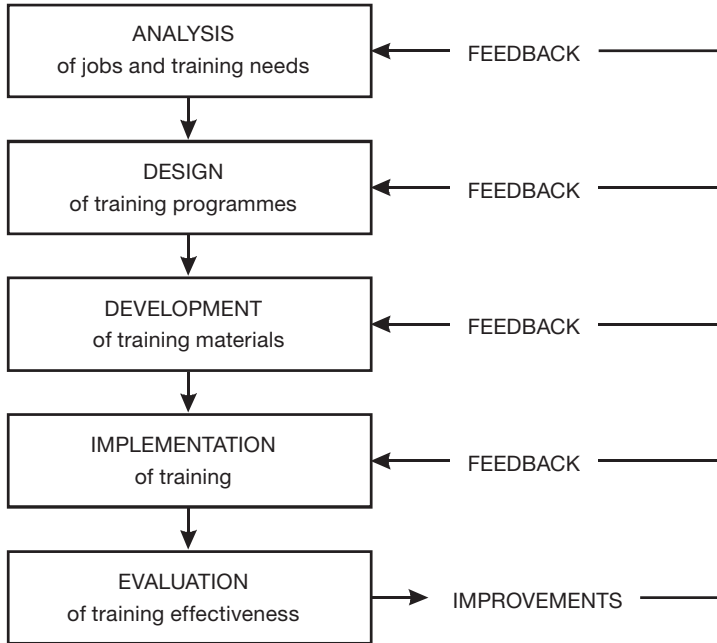 ANALYSIS
of jobs and training needs
FEEDBACK
DESIGN
of training programmes
FEEDBACK
DEVELOPMENT
of training materials
FEEDBACK
IMPLEMENTATION
of training
FEEDBACK
EVALUATION
of training effectiveness
IMPROVEMENTS